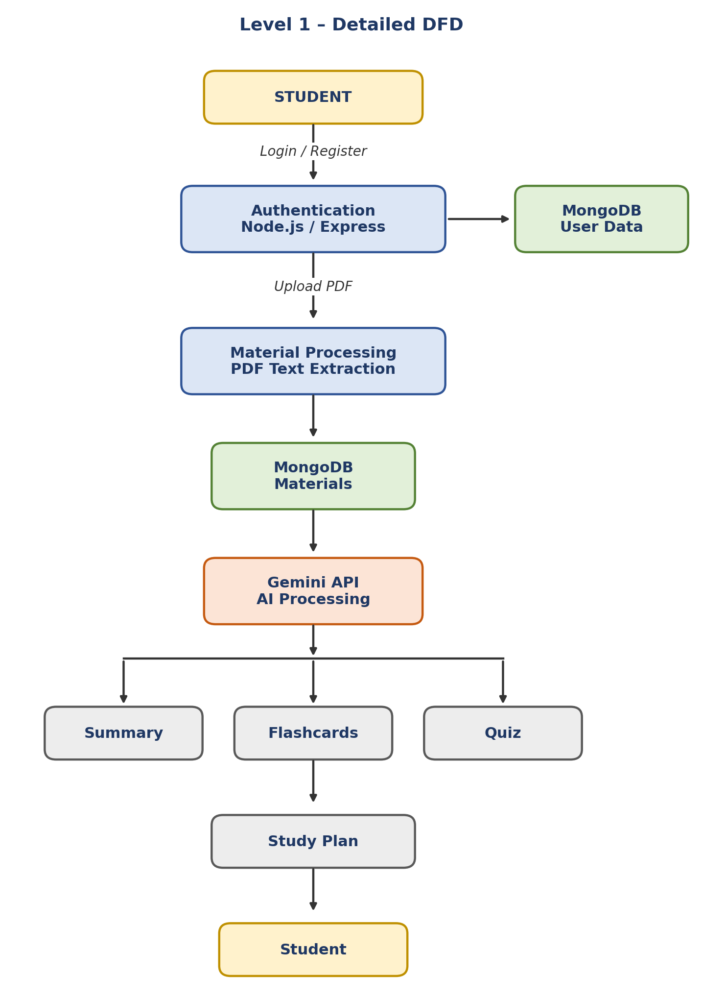 Level 1 – Detailed DFD
STUDENT
Login / Register
Authentication
Node.js / Express
MongoDB
User Data
Upload PDF
Material Processing
PDF Text Extraction
MongoDB
Materials
Gemini API
AI Processing
Summary
Flashcards
Quiz
Study Plan
Student